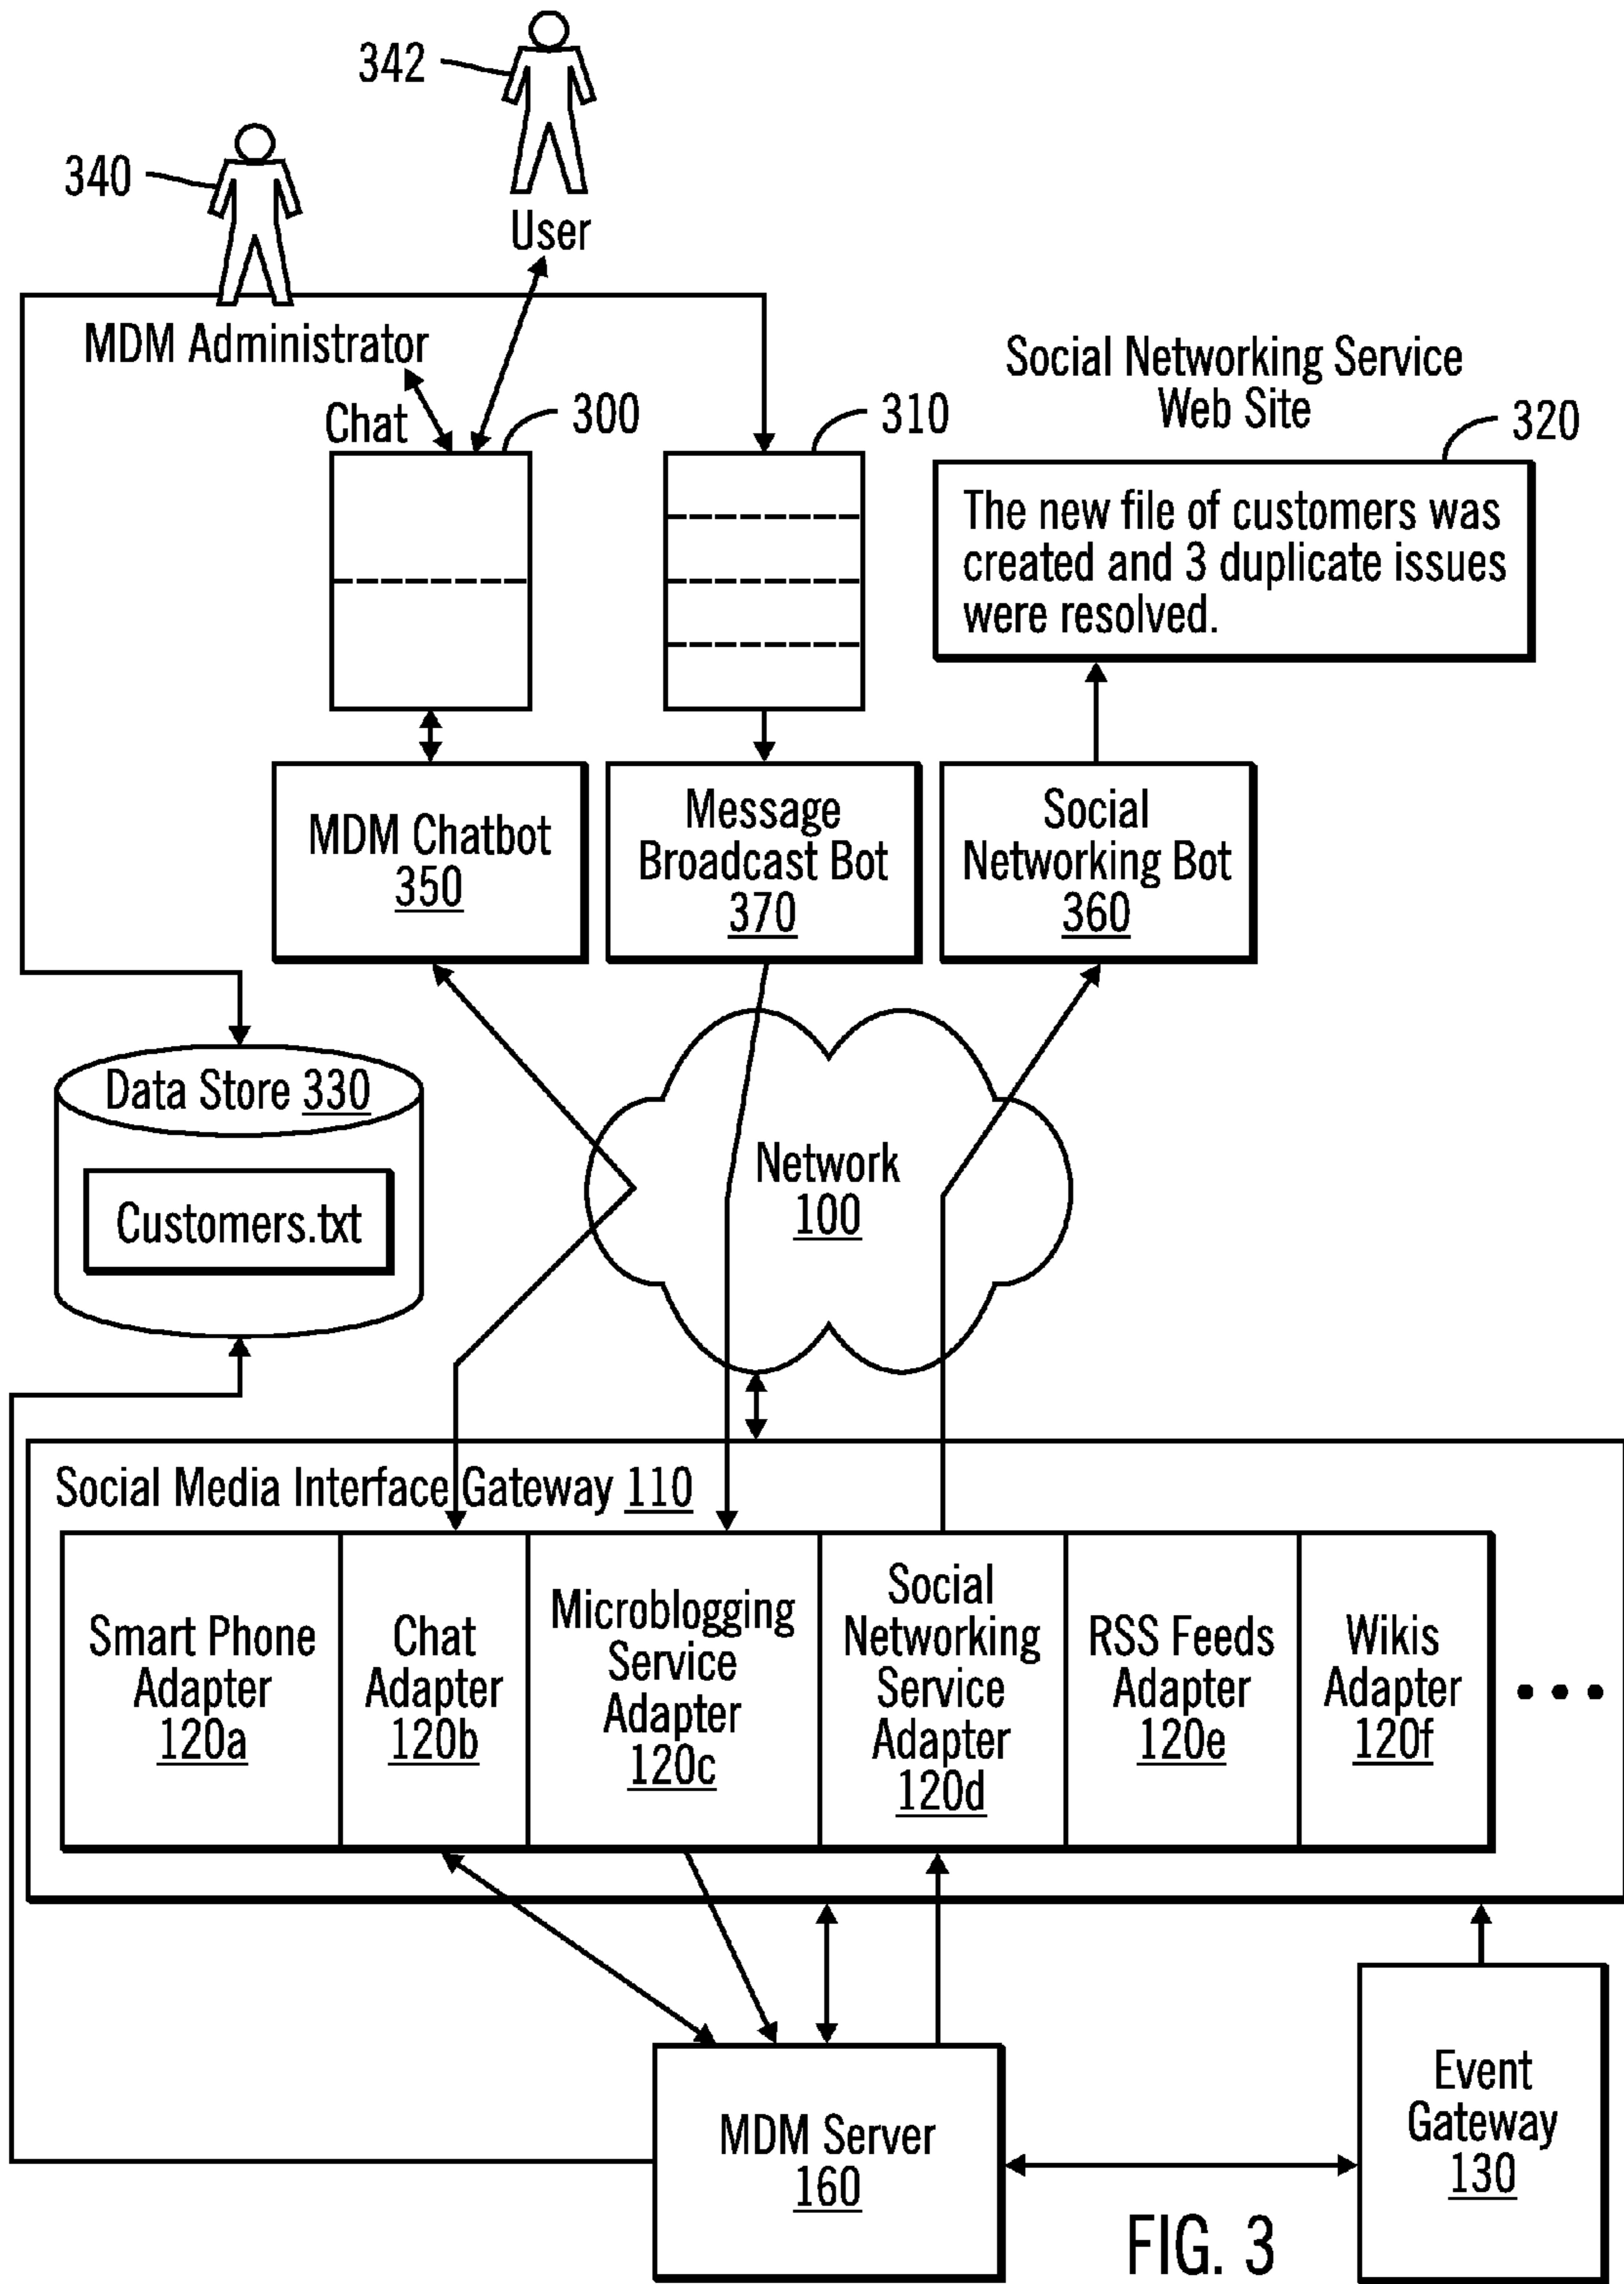 342
340
User
MDM Administrator
Social Networking Service
Web Site
Chat
300
310
320
The new file of customers was
created and 3 duplicate issues
were resolved.
MDM Chatbot
350
Message
Broadcast Bot
370
Social
Networking Bot
360
Data Store 330
Customers.txt
Network
100
Social Media Interface Gateway 110
Smart Phone
Adapter
120a
Chat
Adapter
120b
Microblogging
Service
Adapter
120c
Social
Networking
Service
Adapter
120d
RSS Feeds
Adapter
120e
Wikis
Adapter
120f
MDM Server
160
Event
Gateway
130
FIG. 3